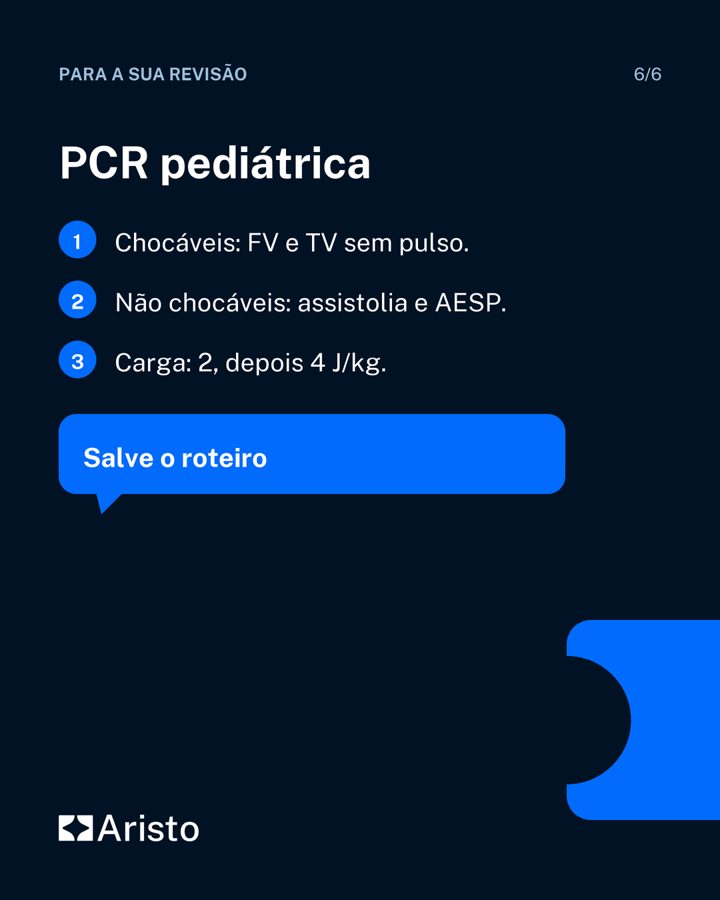 PARA A SUA REVISÃO
6/6
PCR pediátrica
1 Chocáveis: FV e TV sem pulso.
2 Não chocáveis: assistolia e AESP.
3 Carga: 2, depois 4 J/kg.
Salve o roteiro
Aristo